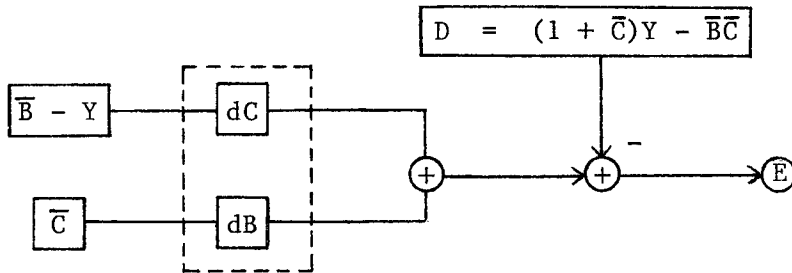 D = (1 + C̅)Y - B̅C̅
B̅ - Y
dC
-
+
+
E
C̅
dB